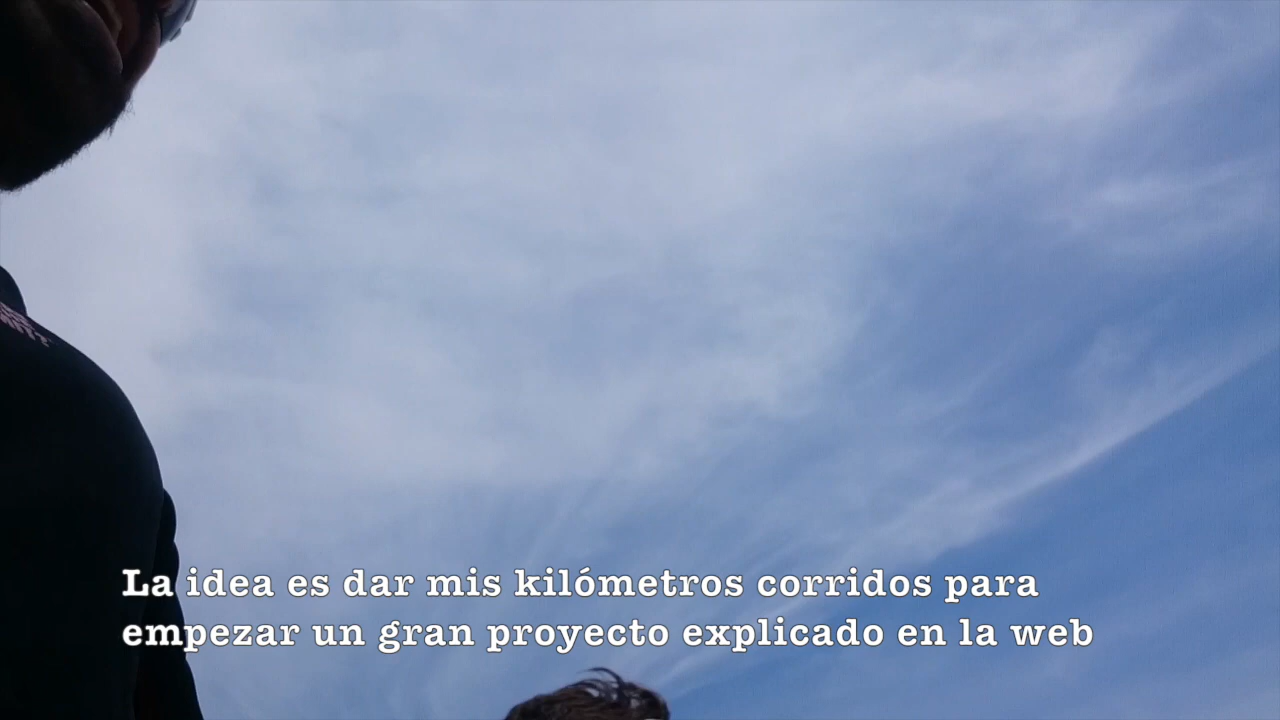 La idea es dar mis kilómetros corridos para
empezar un gran proyecto explicado en la web